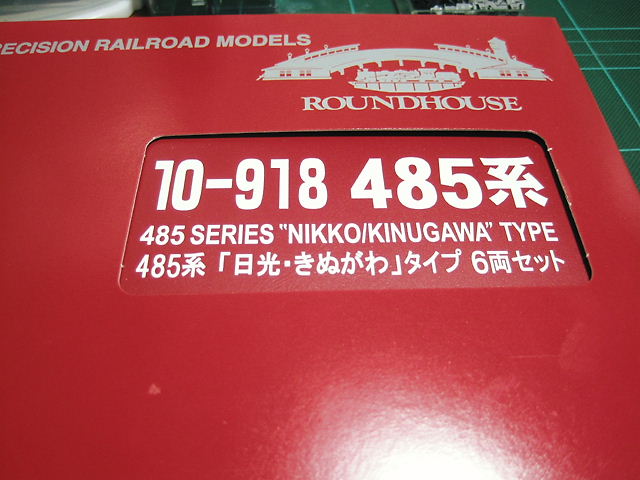 RECISION RAILROAD MODELS
ROUNDHOUSE
10-918 485系
485 SERIES "NIKKO/KINUGAWA" TYPE
485系「日光・きぬがわ」タイプ 6両セット